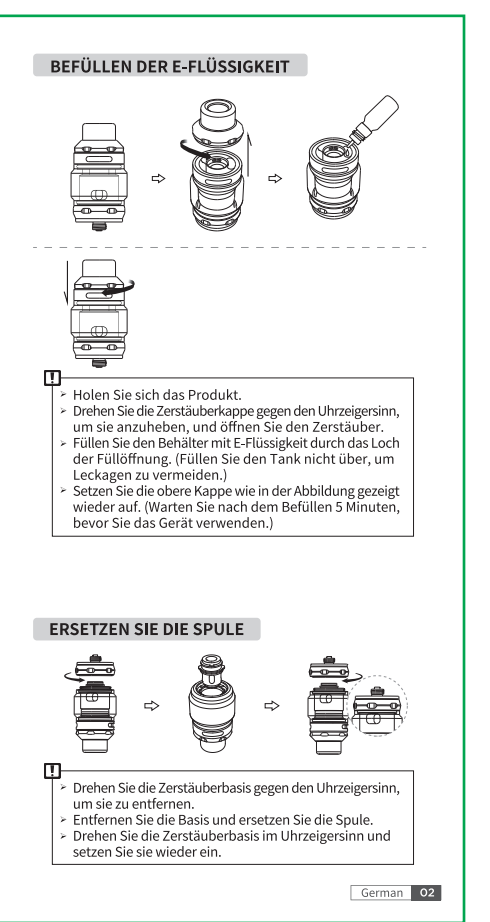 BEFÜLLEN DER E-FLÜSSIGKEIT
> Holen Sie sich das Produkt.
> Drehen Sie die Zerstäuberkappe gegen den Uhrzeigersinn,
um sie anzuheben, und öffnen Sie den Zerstäuber.
> Füllen Sie den Behälter mit E-Flüssigkeit durch das Loch
der Füllöffnung. (Füllen Sie den Tank nicht über, um
Leckagen zu vermeiden.)
> Setzen Sie die obere Kappe wie in der Abbildung gezeigt
wieder auf. (Warten Sie nach dem Befüllen 5 Minuten,
bevor Sie das Gerät verwenden.)
ERSETZEN SIE DIE SPULE
> Drehen Sie die Zerstäuberbasis gegen den Uhrzeigersinn,
um sie zu entfernen.
> Entfernen Sie die Basis und ersetzen Sie die Spule.
> Drehen Sie die Zerstäuberbasis im Uhrzeigersinn und
setzen Sie sie wieder ein.
German 02